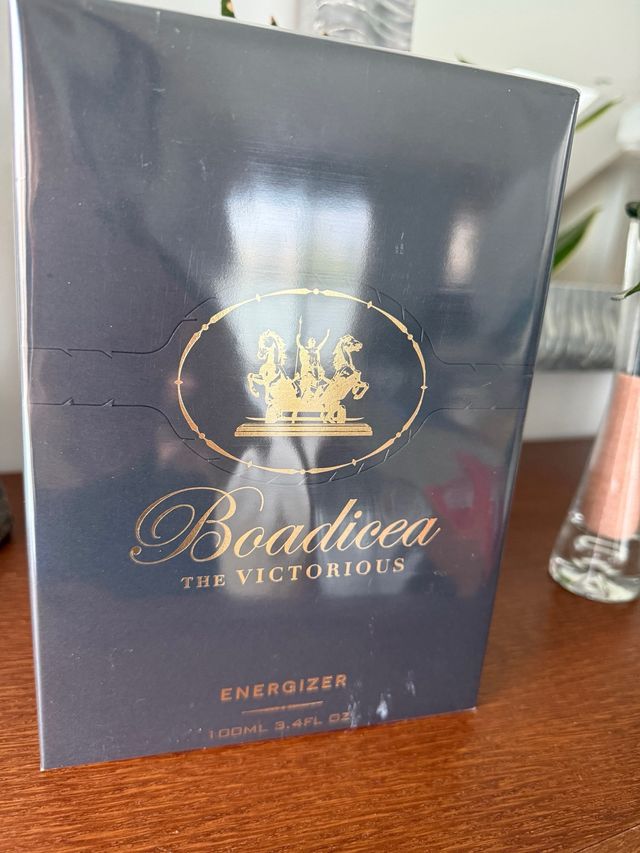 Boadicea
THE VICTORIOUS
ENERGIZER
100ML 3.4FL OZ